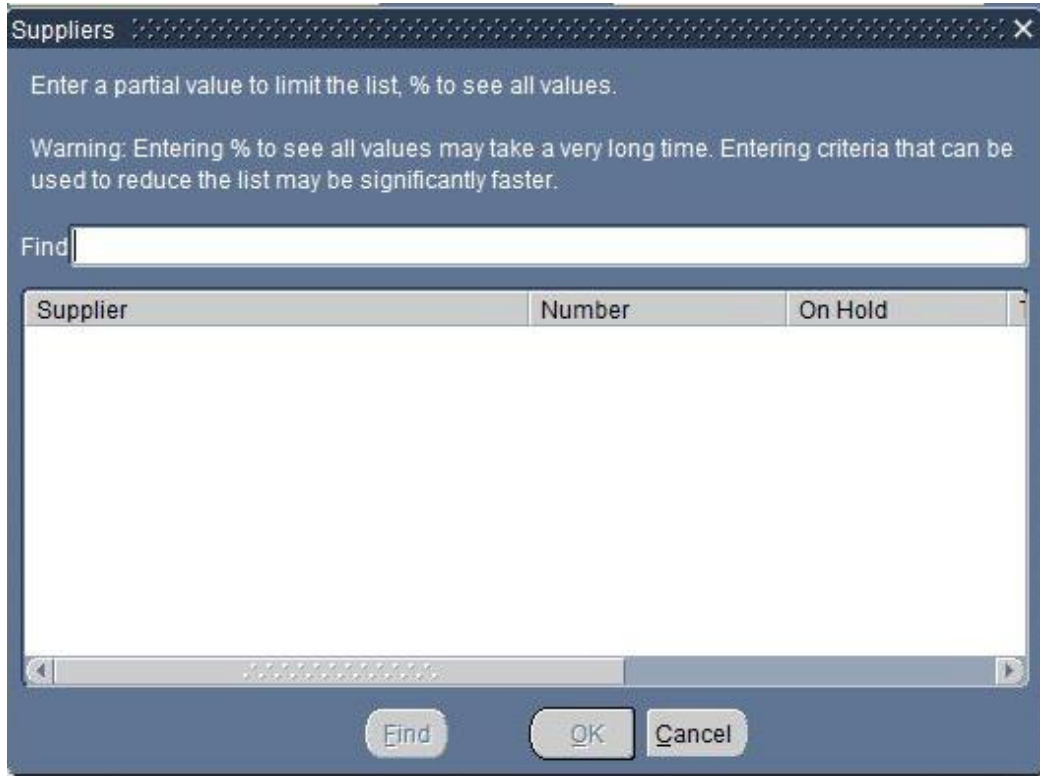 Suppliers
Enter a partial value to limit the list, % to see all values.
Warning: Entering % to see all values may take a very long time. Entering criteria that can be
used to reduce the list may be significantly faster.
Find
Supplier Number On Hold
Find OK Cancel